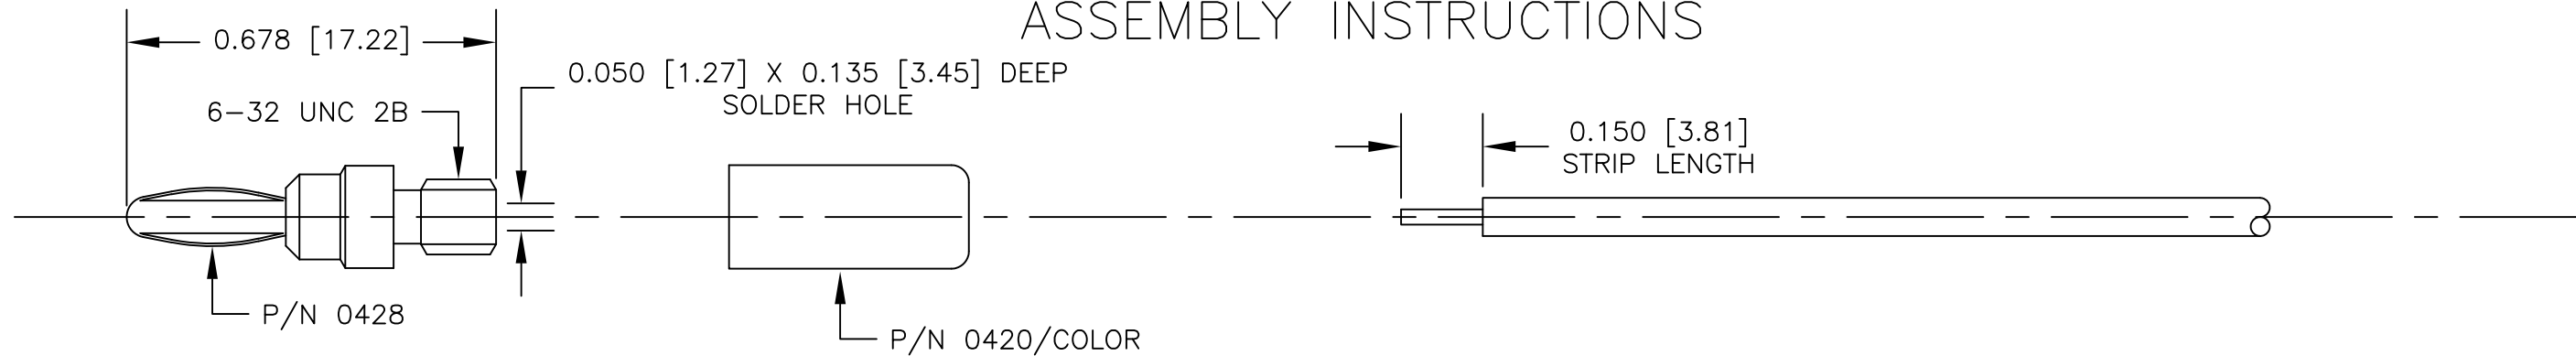 ASSEMBLY INSTRUCTIONS
0.678 [17.22]
0.050 [1.27] X 0.135 [3.45] DEEP
SOLDER HOLE
6-32 UNC 2B
0.150 [3.81]
STRIP LENGTH
P/N 0428
P/N 0420/COLOR